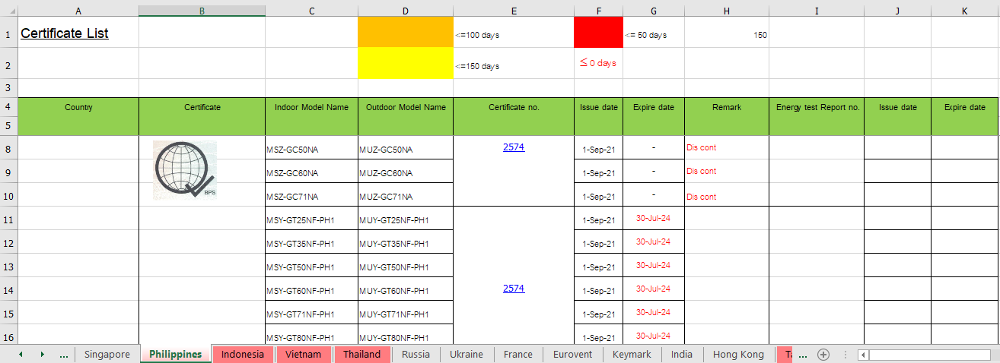 A B C D E F G H I J K
1 Certificate List <=100 days <= 50 days 150
2 <=150 days ≤ 0 days
3
4 Country Certificate Indoor Model Name Outdoor Model Name Certificate no. Issue date Expire date Remark Energy test Report no. Issue date Expire date
5
8 MSZ-GC50NA MUZ-GC50NA 2574 1-Sep-21 - Dis cont
9 MSZ-GC60NA MUZ-GC60NA 1-Sep-21 - Dis cont
10 BPS MSZ-GC71NA MUZ-GC71NA 1-Sep-21 - Dis cont
11 MSY-GT25NF-PH1 MUY-GT25NF-PH1 1-Sep-21 30-Jul-24
12 MSY-GT35NF-PH1 MUY-GT35NF-PH1 1-Sep-21 30-Jul-24
13 MSY-GT50NF-PH1 MUY-GT50NF-PH1 1-Sep-21 30-Jul-24
14 MSY-GT60NF-PH1 MUY-GT60NF-PH1 2574 1-Sep-21 30-Jul-24
15 MSY-GT71NF-PH1 MUY-GT71NF-PH1 1-Sep-21 30-Jul-24
16 MSY-GT80NF-PH1 MUY-GT80NF-PH1 1-Sep-21 30-Jul-24
... Singapore Philippines Indonesia Vietnam Thailand Russia Ukraine France Eurovent Keymark India Hong Kong ...